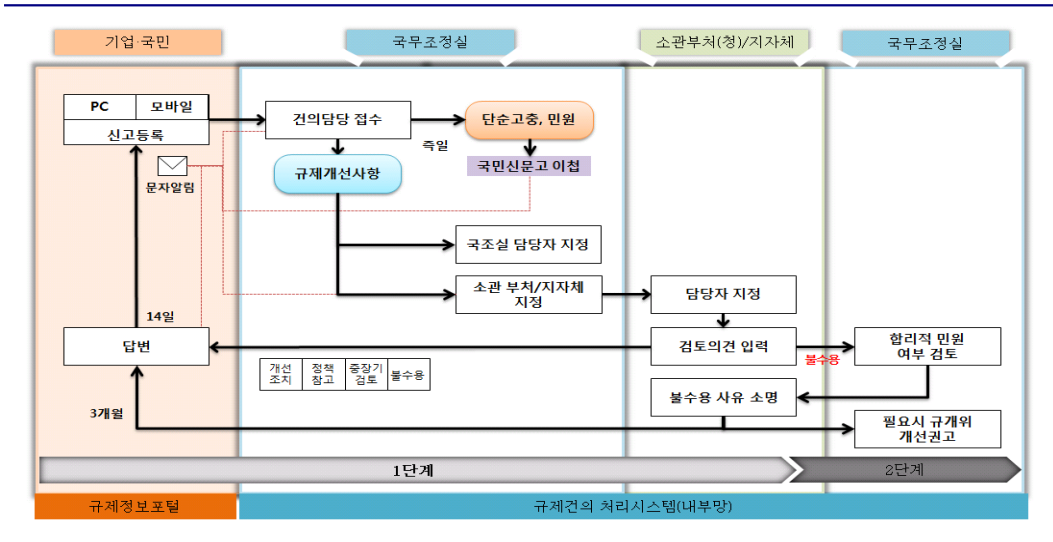 기업·국민
국무조정실
소관부처(청)/지자체
국무조정실
PC
모바일
신고등록
건의담당 접수
단순고충, 민원
즉일
국민신문고 이첩
문자알림
규제개선사항
국조실 담당자 지정
소관 부처/지자체
지정
담당자 지정
14일
답변
검토의견 입력
불수용
합리적 민원
여부 검토
개선
조치
정책
참고
중장기
검토
불수용
불수용 사유 소명
3개월
필요시 규개위
개선권고
1단계
2단계
규제정보포털
규제건의 처리시스템(내부망)